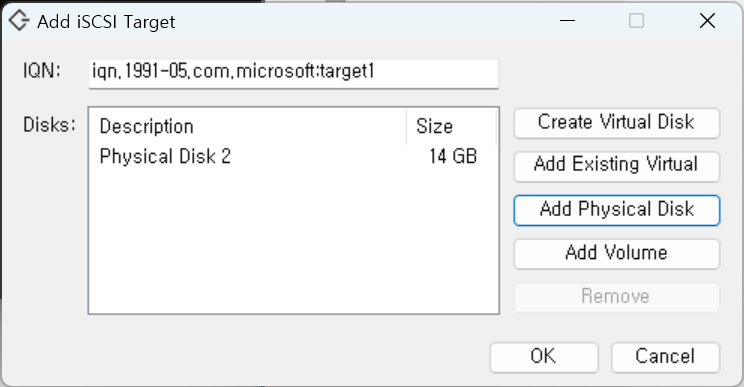 Add iSCSI Target
IQN: iqn.1991-05.com.microsoft:target1
Disks:
Description Size
Physical Disk 2 14 GB
Create Virtual Disk
Add Existing Virtual
Add Physical Disk
Add Volume
Remove
OK Cancel